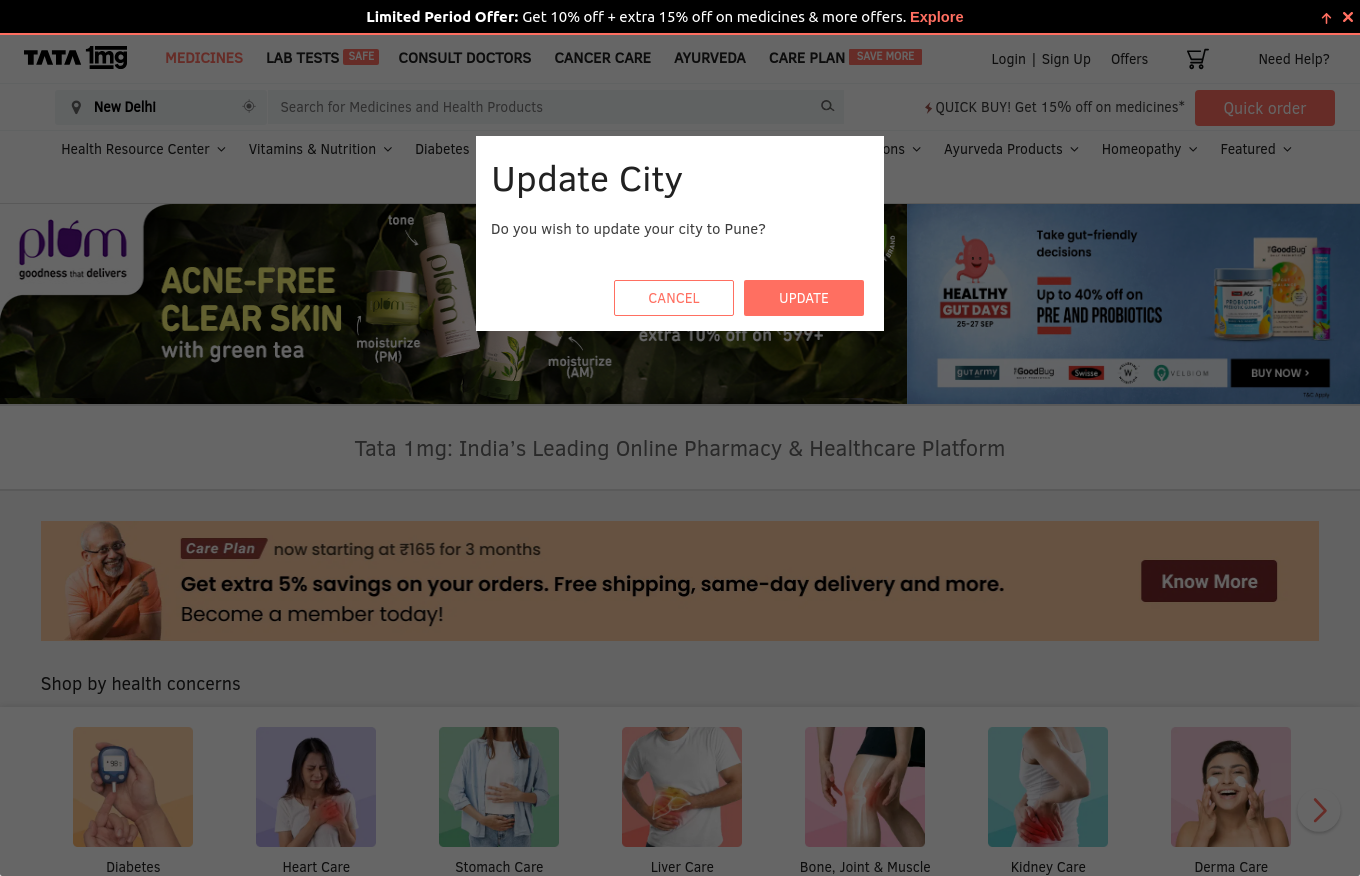 Limited Period Offer: Get 10% off + extra 15% off on medicines & more offers. Explore
TATA 1mg
MEDICINES LAB TESTS SAFE CONSULT DOCTORS CANCER CARE AYURVEDA CARE PLAN SAVE MORE
Login | Sign Up Offers Need Help?
New Delhi
Search for Medicines and Health Products
QUICK BUY! Get 15% off on medicines*
Quick order
Health Resource Center Vitamins & Nutrition Diabetes Ayurveda Products Homeopathy Featured
Update City
Do you wish to update your city to Pune?
CANCEL UPDATE
plum
goodness that delivers
ACNE-FREE
CLEAR SKIN
with green tea
tone
moisturize
(PM)
moisturize
(AM)
extra 10% off on ₹599+
BRAND
HEALTHY
GUT DAYS
25-27 SEP
Take gut-friendly
decisions
Up to 40% off on
PRE AND PROBIOTICS
gutarmy The GoodBug Swisse W
BUY NOW >
T&C Apply
Tata 1mg: India's Leading Online Pharmacy & Healthcare Platform
Care Plan now starting at ₹165 for 3 months
Get extra 5% savings on your orders. Free shipping, same-day delivery and more.
Become a member today!
Know More
Shop by health concerns
Diabetes
Heart Care
Stomach Care
Liver Care
Bone, Joint & Muscle
Kidney Care
Derma Care